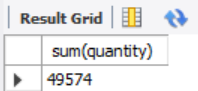 Result Grid
sum(quantity)
49574